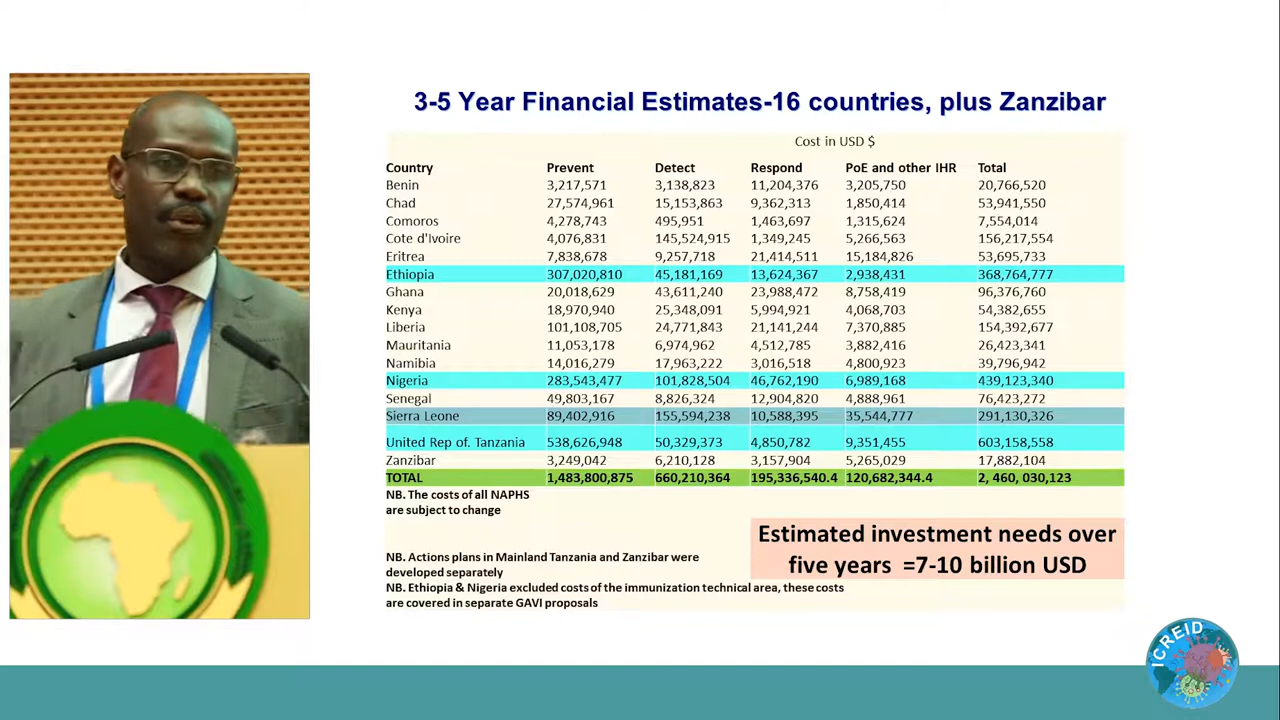 3-5 Year Financial Estimates-16 countries, plus Zanzibar
Cost in USD $
Country Prevent Detect Respond PoE and other IHR Total
Benin 3,217,571 3,138,823 11,204,376 3,205,750 20,766,520
Chad 27,574,961 15,153,863 9,362,313 1,850,414 53,941,550
Comoros 4,278,743 495,951 1,463,697 1,315,624 7,554,014
Cote d'Ivoire 4,076,831 145,524,915 1,349,245 5,266,563 156,217,554
Eritrea 7,838,678 9,257,718 21,414,511 15,184,826 53,695,733
Ethiopia 307,020,810 45,181,169 13,624,367 2,938,431 368,764,777
Ghana 20,018,629 43,611,240 23,988,472 8,758,419 96,376,760
Kenya 18,970,940 25,348,091 5,994,921 4,068,703 54,382,655
Liberia 101,108,705 24,771,843 21,141,244 7,370,885 154,392,677
Mauritania 11,053,178 6,974,962 4,512,785 3,882,416 26,423,341
Namibia 14,016,279 17,963,222 3,016,518 4,800,923 39,796,942
Nigeria 283,543,477 101,828,504 46,762,190 6,989,168 439,123,340
Senegal 49,803,167 8,826,324 12,904,820 4,888,961 76,423,272
Sierra Leone 89,402,916 155,594,238 10,588,395 35,544,777 291,130,326
United Rep of. Tanzania 538,626,948 50,329,373 4,850,782 9,351,455 603,158,558
Zanzibar 3,249,042 6,210,128 3,157,904 5,265,029 17,882,104
TOTAL 1,483,800,875 660,210,364 195,336,540.4 120,682,344.4 2, 460, 030,123
NB. The costs of all NAPHS
are subject to change
Estimated investment needs over
five years =7-10 billion USD
NB. Actions plans in Mainland Tanzania and Zanzibar were
developed separately
NB. Ethiopia & Nigeria excluded costs of the immunization technical area, these costs
are covered in separate GAVI proposals
ICREID